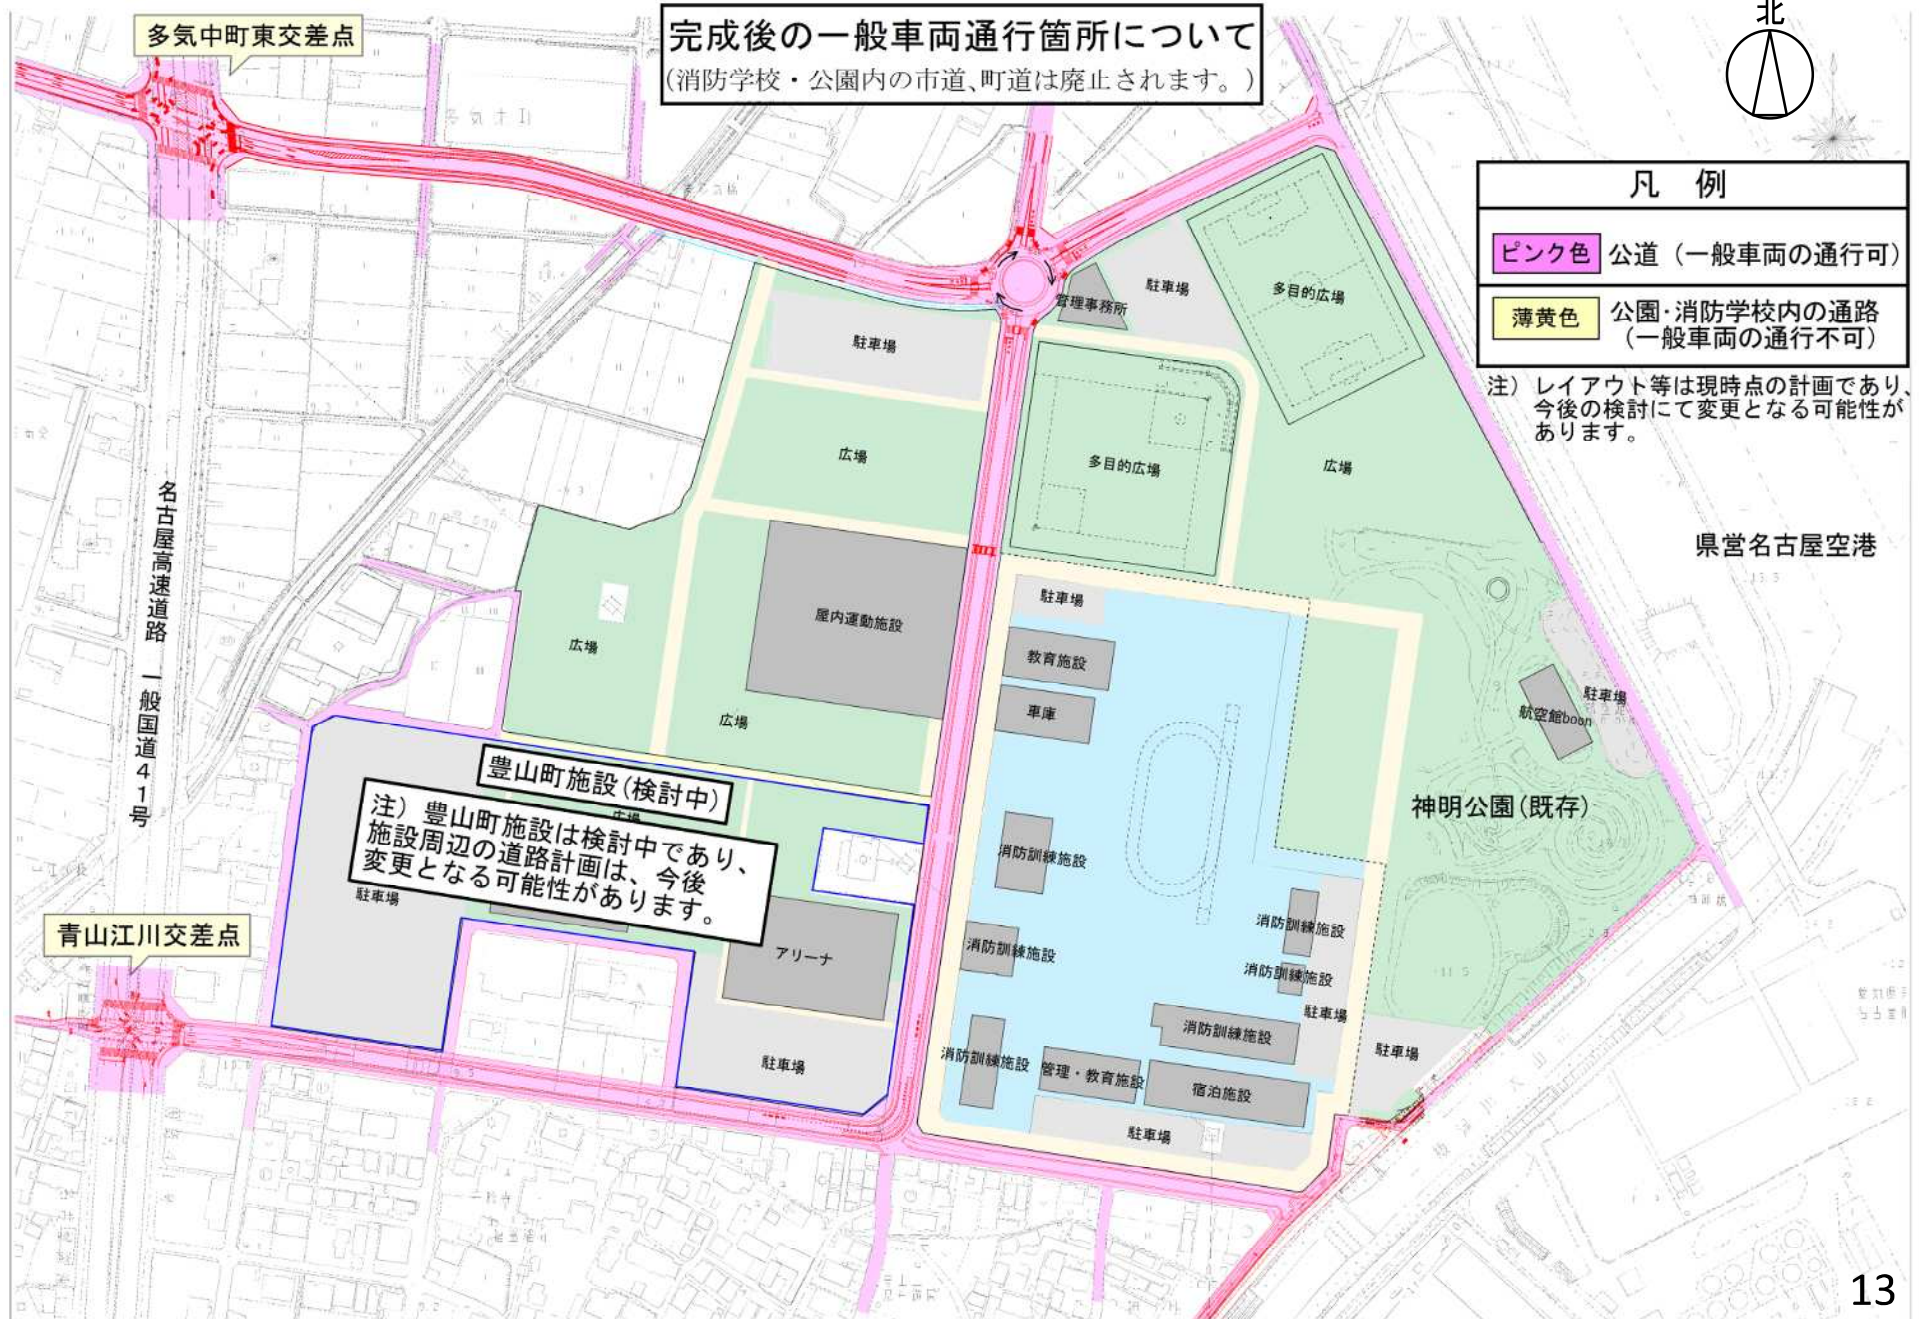 多気中町東交差点
完成後の一般車両通行箇所について
(消防学校・公園内の市道、町道は廃止されます。)
北
凡 例
ピンク色 公道(一般車両の通行可)
薄黄色 公園・消防学校内の通路
(一般車両の通行不可)
注) レイアウト等は現時点の計画であり、
今後の検討にて変更となる可能性が
あります。
管理事務所
駐車場
多目的広場
駐車場
広場
多目的広場
広場
県営名古屋空港
名古屋高速道路 一般国道41号
広場
屋内運動施設
広場
駐車場
教育施設
車庫
駐車場
航空館boon
神明公園(既存)
豊山町施設(検討中)
広場
注) 豊山町施設は検討中であり、
施設周辺の道路計画は、今後
変更となる可能性があります。
駐車場
青山江川交差点
アリーナ
駐車場
消防訓練施設
消防訓練施設
消防訓練施設
消防訓練施設
消防訓練施設
駐車場
消防訓練施設
管理・教育施設
宿泊施設
駐車場
駐車場
13